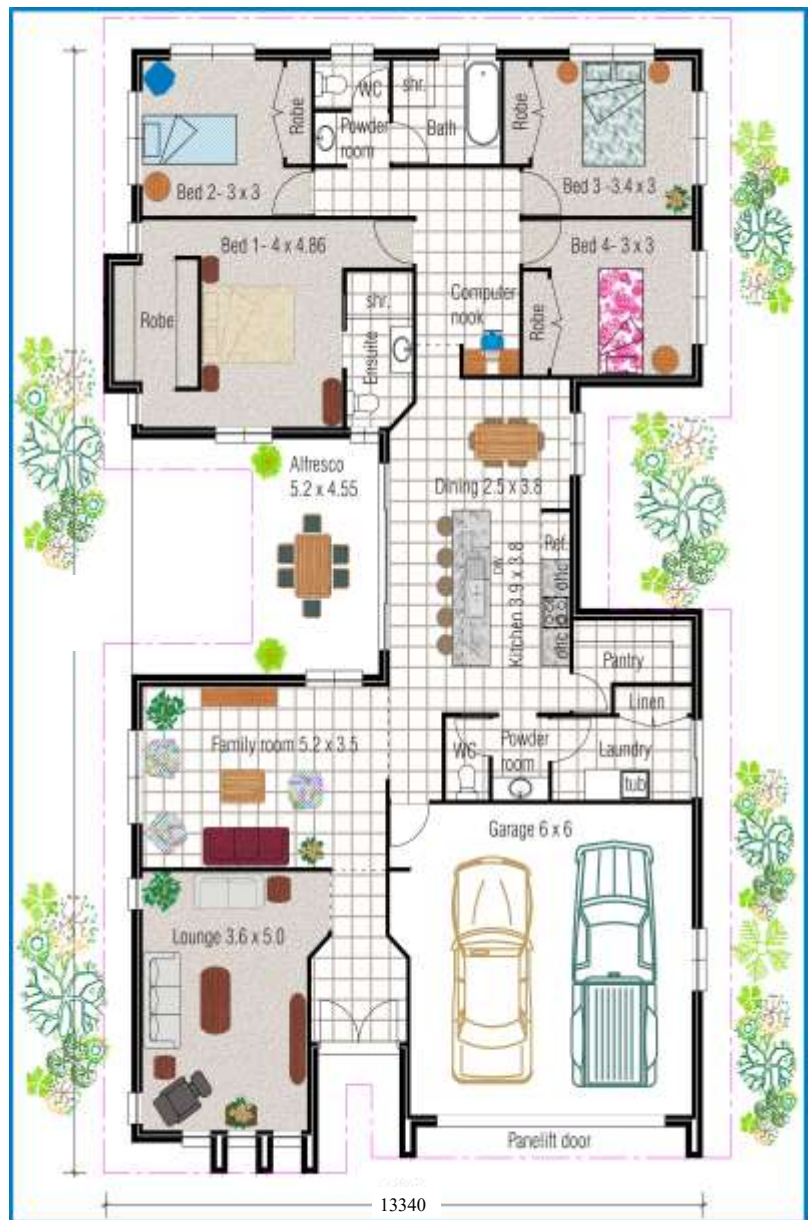 WC
shr.
Robe
Powder
room
Bath
Robe
Bed 2- 3 x 3
Bed 3 -3.4 x 3
Bed 1- 4 x 4.86
Bed 4- 3 x 3
Robe
shr.
Computer
nook
Robe
Ensuite
Alfresco
5.2 x 4.55
Dining 2.5 x 3.8
Ref.
DW
ohc
Kitchen 3.9 x 3.8
ohc
Pantry
Linen
Family room 5.2 x 3.5
WC
Powder
room
Laundry
tub
Garage 6 x 6
Lounge 3.6 x 5.0
Panelift door
13340